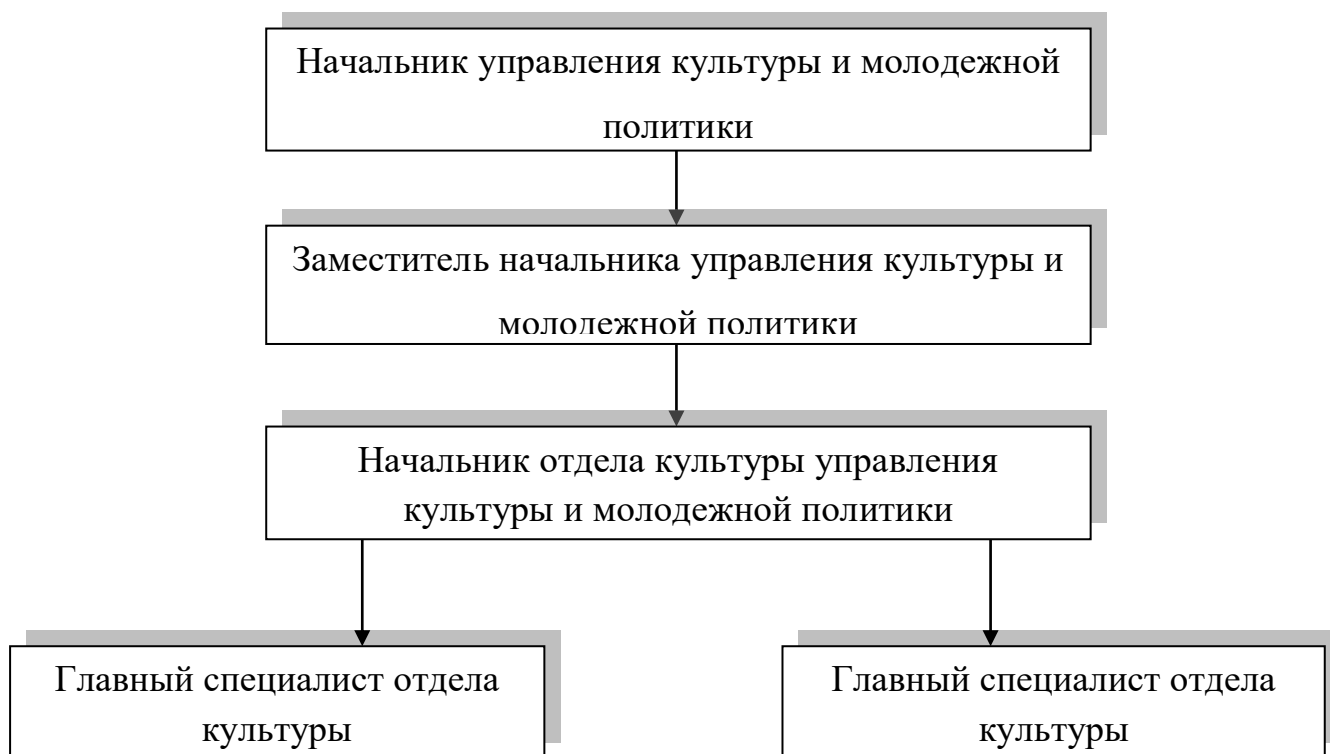 Начальник управления культуры и молодежной
политики
Заместитель начальника управления культуры и
молодежной политики
Начальник отдела культуры управления
культуры и молодежной политики
Главный специалист отдела
культуры
Главный специалист отдела
культуры